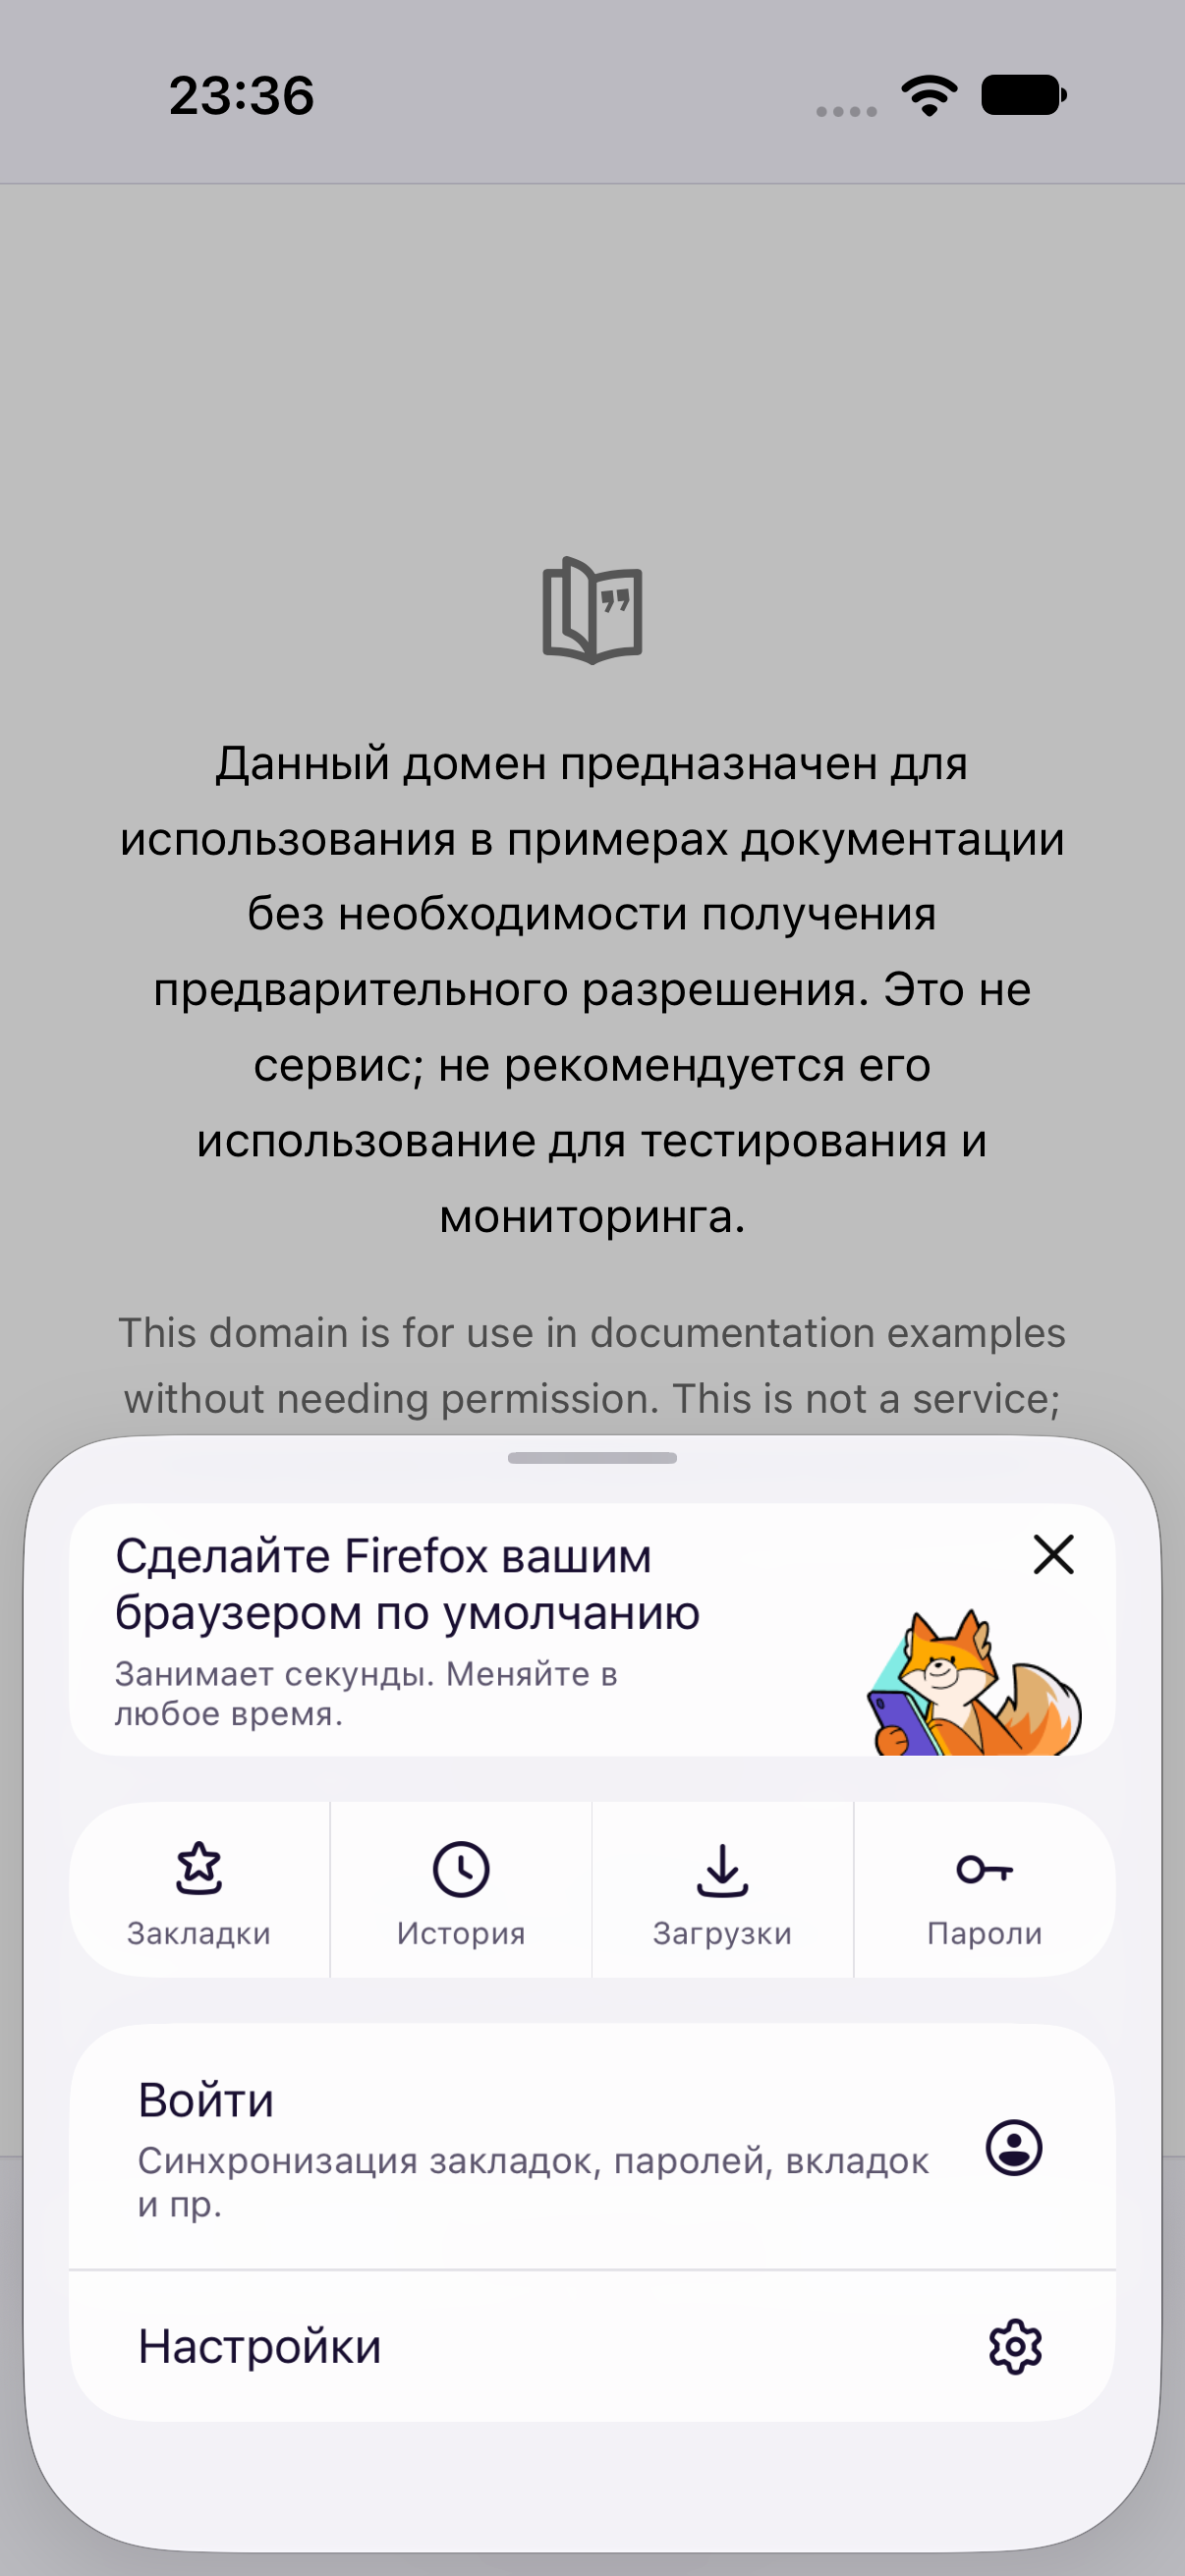 23:36
Данный домен предназначен для
использования в примерах документации
без необходимости получения
предварительного разрешения. Это не
сервис; не рекомендуется его
использование для тестирования и
мониторинга.
This domain is for use in documentation examples
without needing permission. This is not a service;
Сделайте Firefox вашим
браузером по умолчанию
Занимает секунды. Меняйте в
любое время.
Закладки
История
Загрузки
Пароли
Войти
Синхронизация закладок, паролей, вкладок
и пр.
Настройки